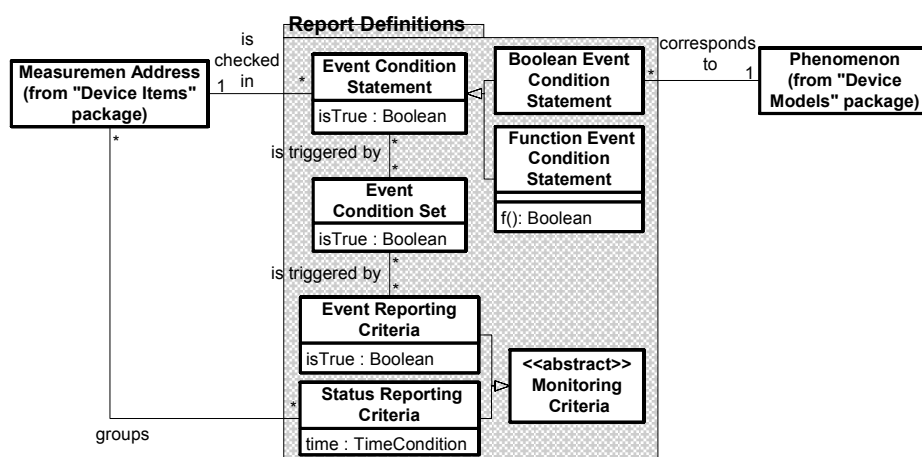 Report Definitions
is
checked
in
corresponds
to
Measuremen Address
(from "Device Items"
package)
1
*
Event Condition
Statement
isTrue : Boolean
Boolean Event
Condition
Statement
*
1
Phenomenon
(from "Device
Models" package)
*
is triggered by
*
*
Function Event
Condition
Statement
f(): Boolean
Event
Condition Set
isTrue : Boolean
is triggered by
*
*
Event Reporting
Criteria
isTrue : Boolean
<<abstract>>
Monitoring
Criteria
groups
*
Status Reporting
Criteria
time : TimeCondition